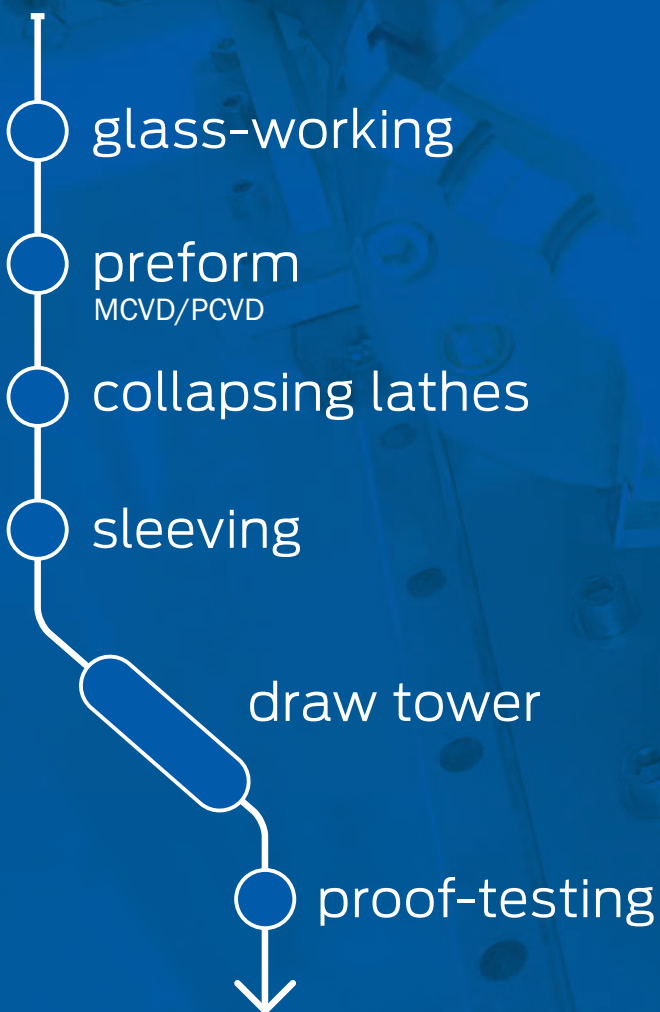 glass-working
preform
MCVD/PCVD
collapsing lathes
sleeving
draw tower
proof-testing